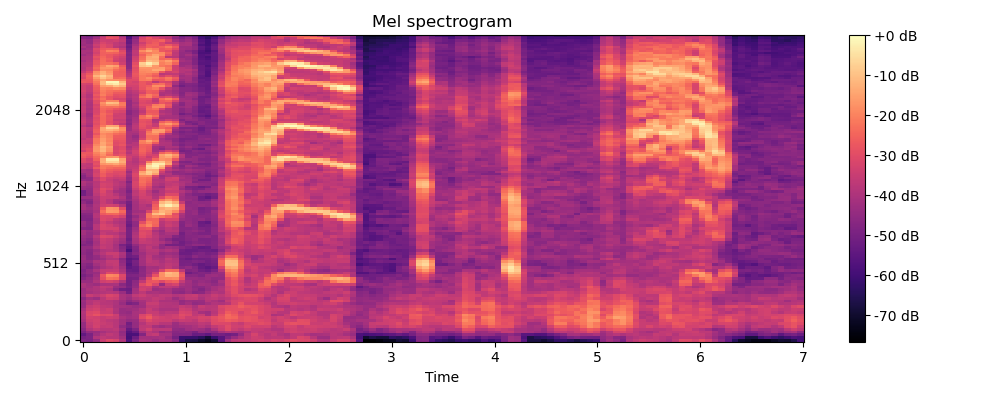 Mel spectrogram
+0 dB
-10 dB
-20 dB
-30 dB
-40 dB
-50 dB
-60 dB
-70 dB
Hz
2048
1024
512
0
0 1 2 3 4 5 6 7
Time